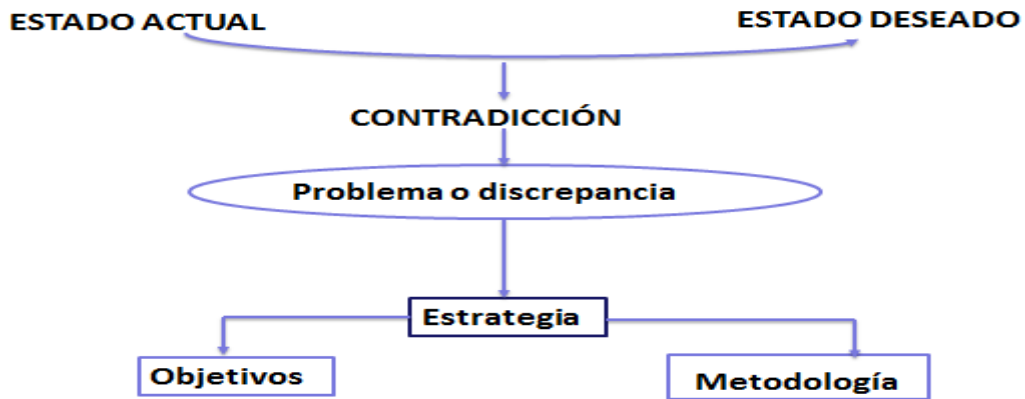 ESTADO ACTUAL
ESTADO DESEADO
CONTRADICCIÓN
Problema o discrepancia
Estrategia
Objetivos
Metodología